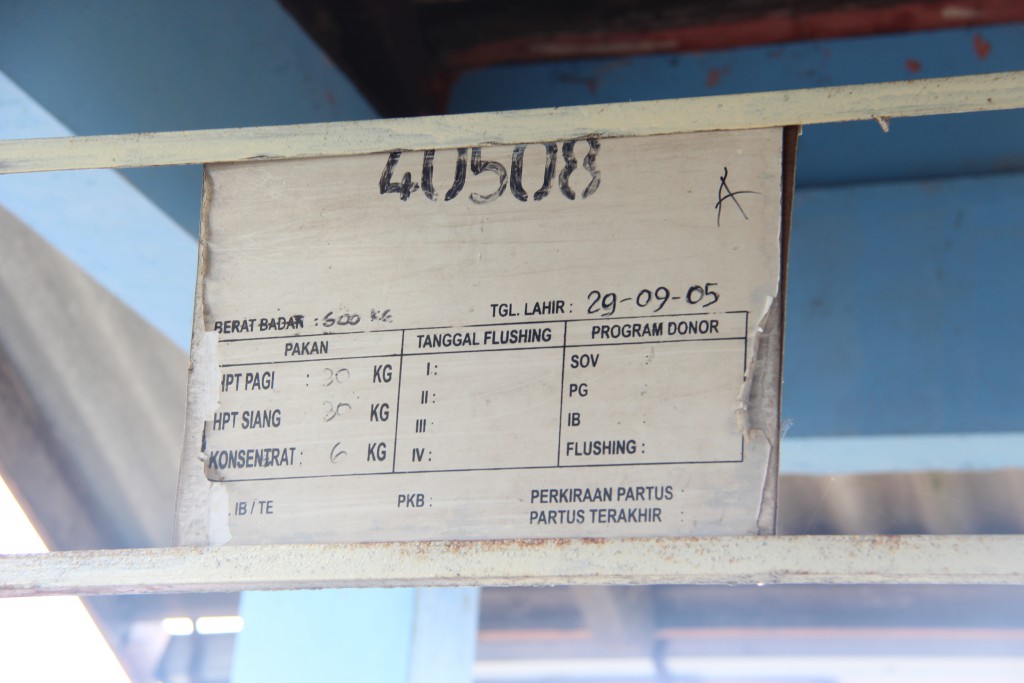 40508
A
BERAT BADAN : 600 KG TGL. LAHIR : 29-09-05
PAKAN TANGGAL FLUSHING PROGRAM DONOR
HPT PAGI : 30 KG I : SOV
HPT SIANG 30 KG II : PG
KONSENTRAT : 6 KG III IB
IV : FLUSHING :
IB / TE PKB : PERKIRAAN PARTUS :
PARTUS TERAKHIR :